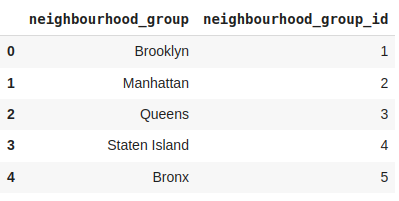 neighbourhood_group neighbourhood_group_id
0 Brooklyn 1
1 Manhattan 2
2 Queens 3
3 Staten Island 4
4 Bronx 5